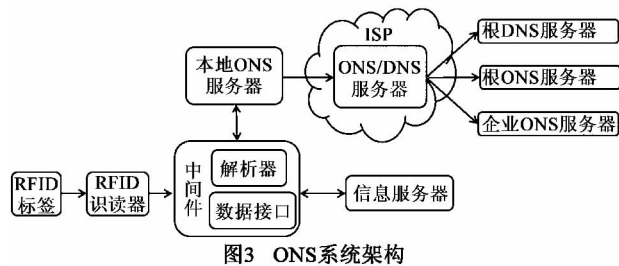 ISP
本地ONS
服务器
ONS/DNS
服务器
根DNS服务器
根ONS服务器
企业ONS服务器
RFID
标签
RFID
识读器
中间件
解析器
数据接口
信息服务器
图3 ONS系统架构